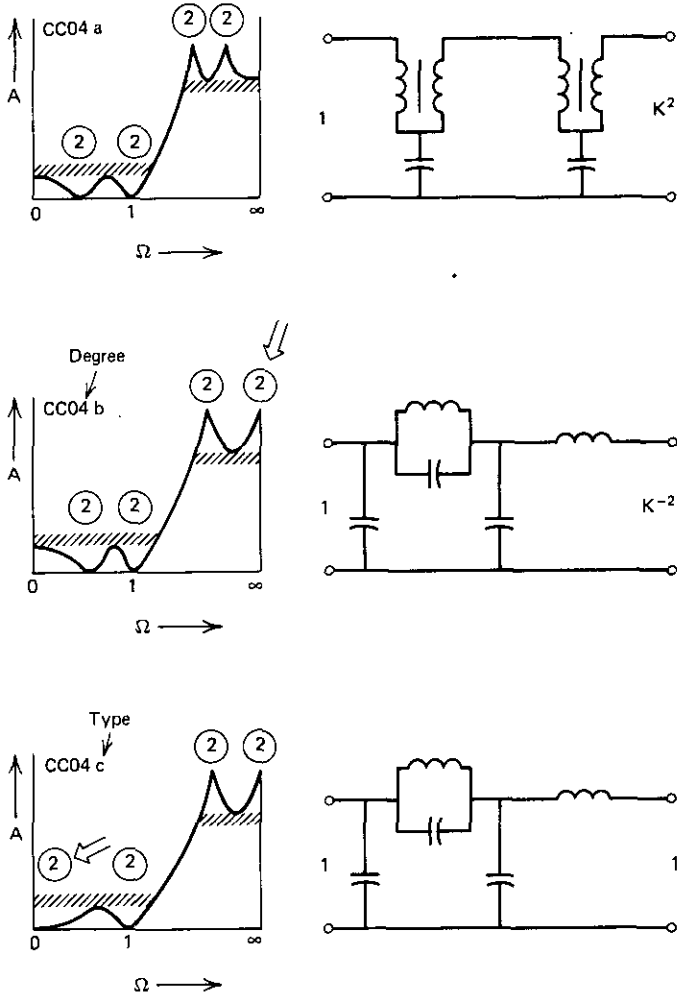 CC04 a
2 2
2 2
A
0 1 ∞
Ω
1 K²
Degree
CC04 b
2 2
2 2
A
0 1 ∞
Ω
1 K⁻²
Type
CC04 c
2 2
2 2
A
0 1 ∞
Ω
1 1